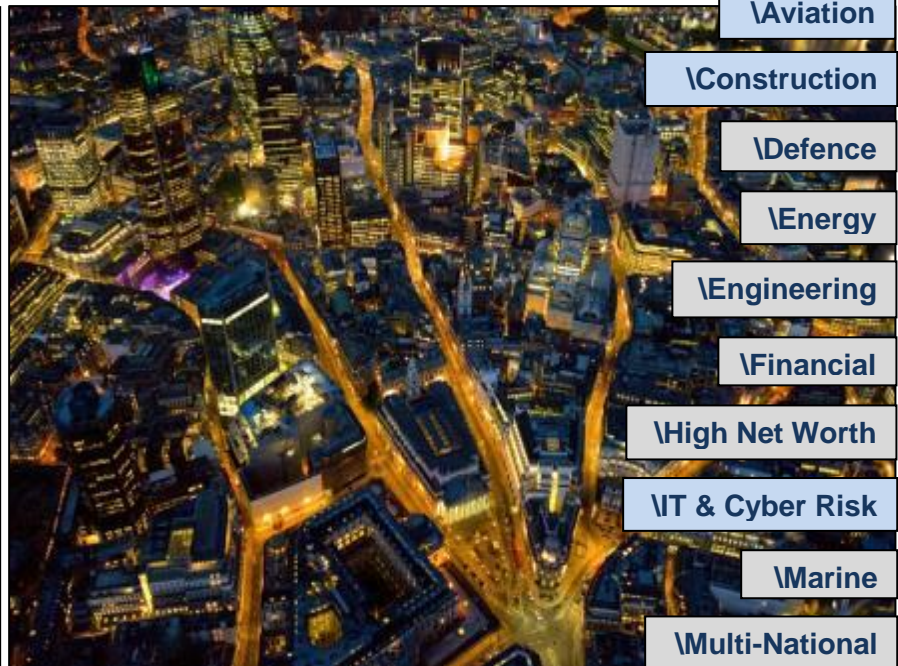 \Aviation
\Construction
\Defence
\Energy
\Engineering
\Financial
\High Net Worth
\IT & Cyber Risk
\Marine
\Multi-National